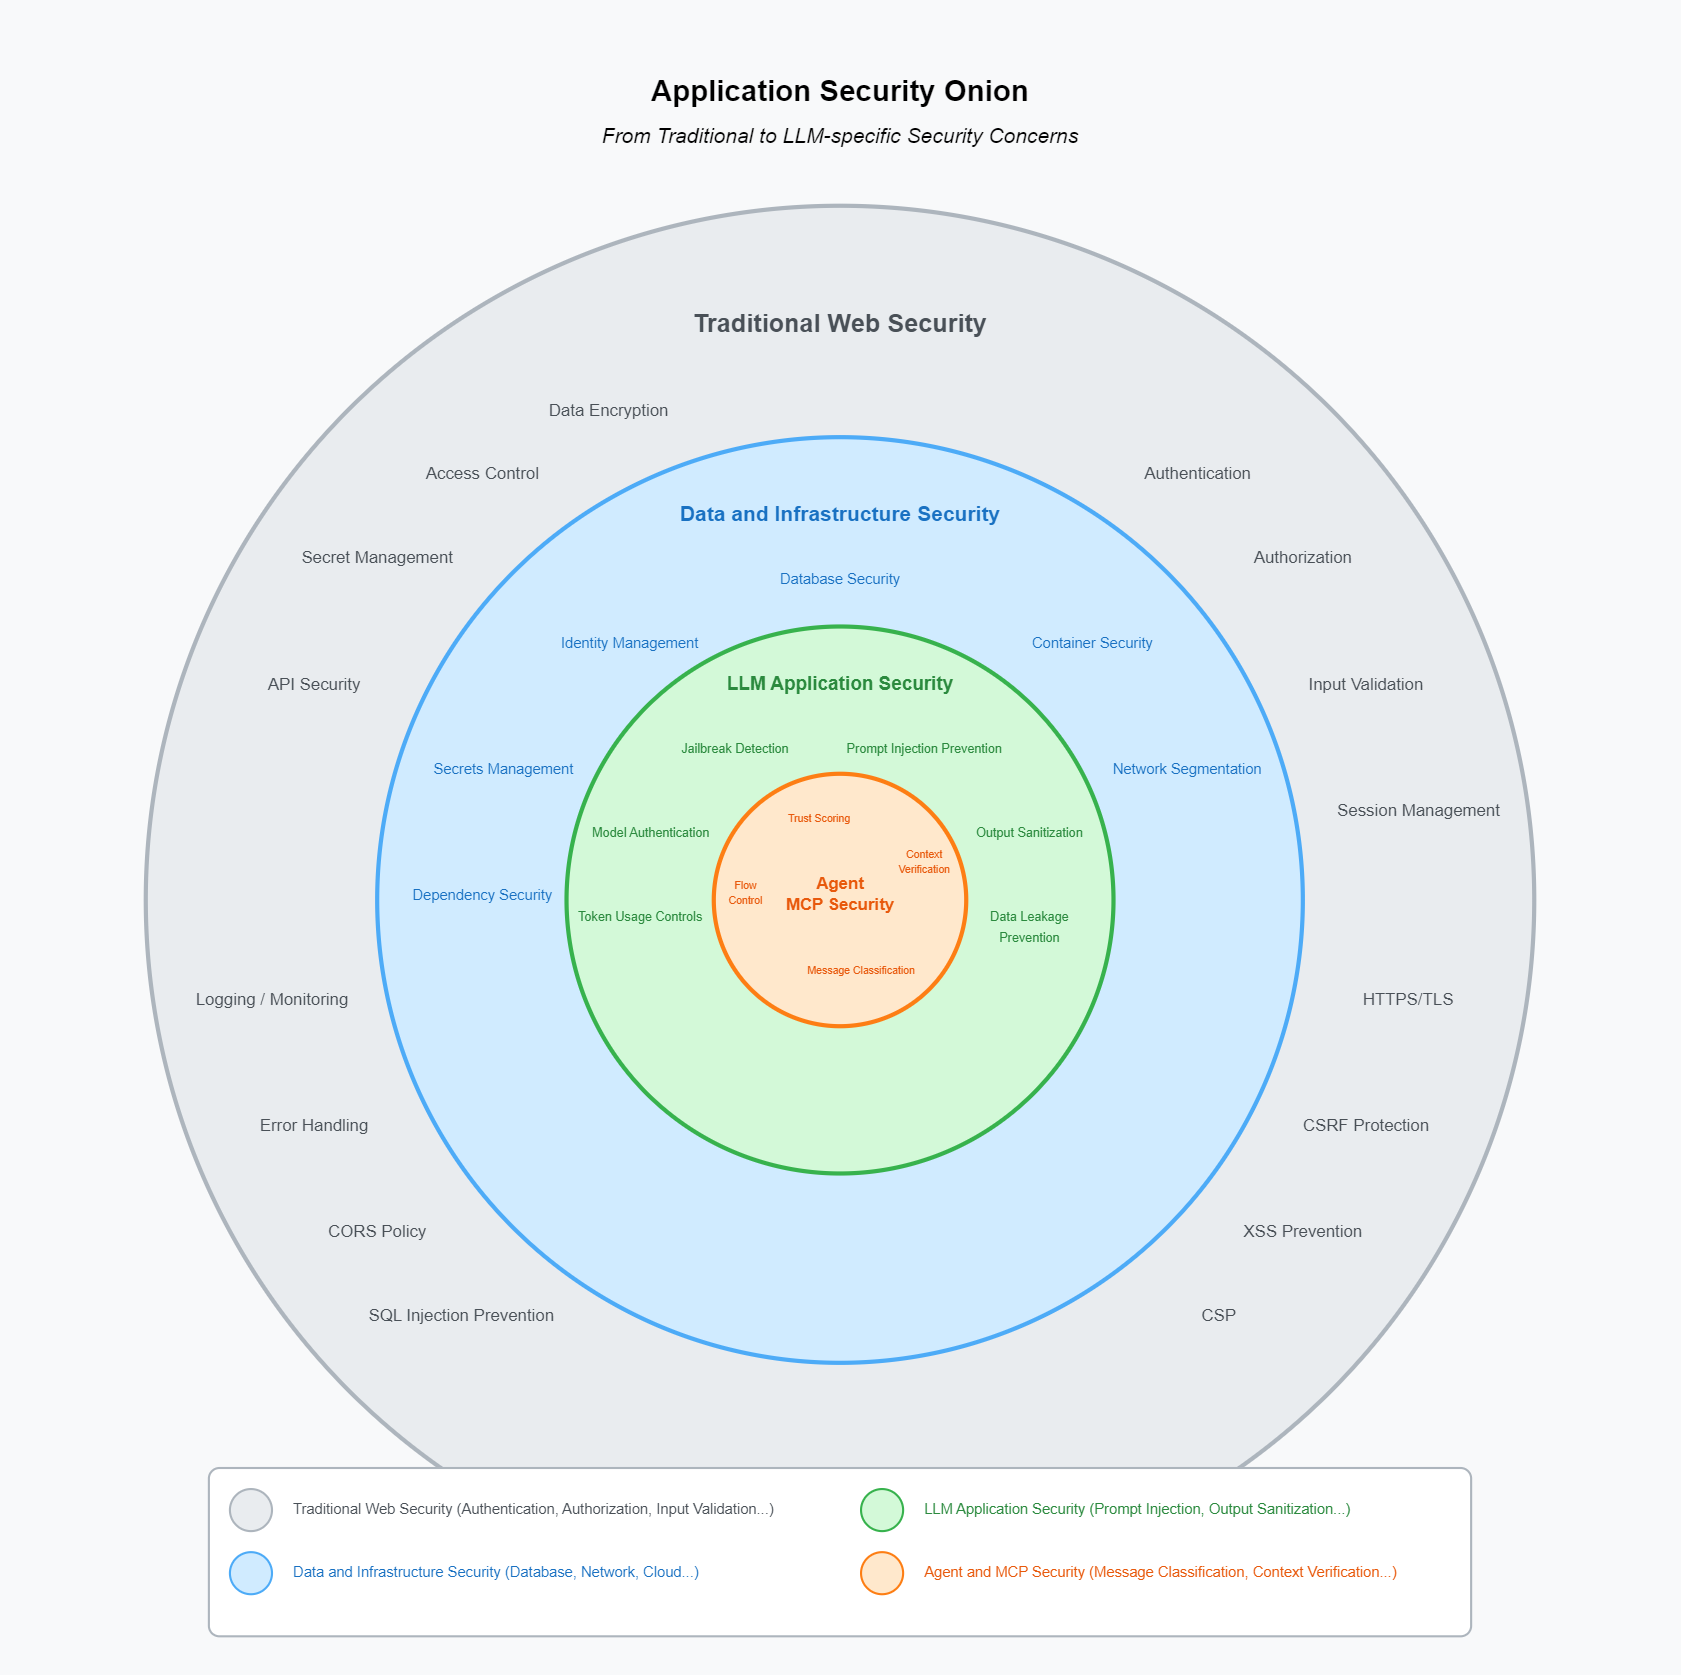 Application Security Onion
From Traditional to LLM-specific Security Concerns
Traditional Web Security
Data Encryption
Access Control
Authentication
Data and Infrastructure Security
Secret Management
Authorization
Database Security
Identity Management
Container Security
LLM Application Security
API Security
Input Validation
Jailbreak Detection
Prompt Injection Prevention
Secrets Management
Network Segmentation
Session Management
Trust Scoring
Model Authentication
Output Sanitization
Context
Verification
Agent
MCP Security
Flow
Control
Dependency Security
Token Usage Controls
Data Leakage
Prevention
Message Classification
Logging / Monitoring
HTTPS/TLS
Error Handling
CSRF Protection
CORS Policy
XSS Prevention
SQL Injection Prevention
CSP
Traditional Web Security (Authentication, Authorization, Input Validation...)
LLM Application Security (Prompt Injection, Output Sanitization...)
Data and Infrastructure Security (Database, Network, Cloud...)
Agent and MCP Security (Message Classification, Context Verification...)